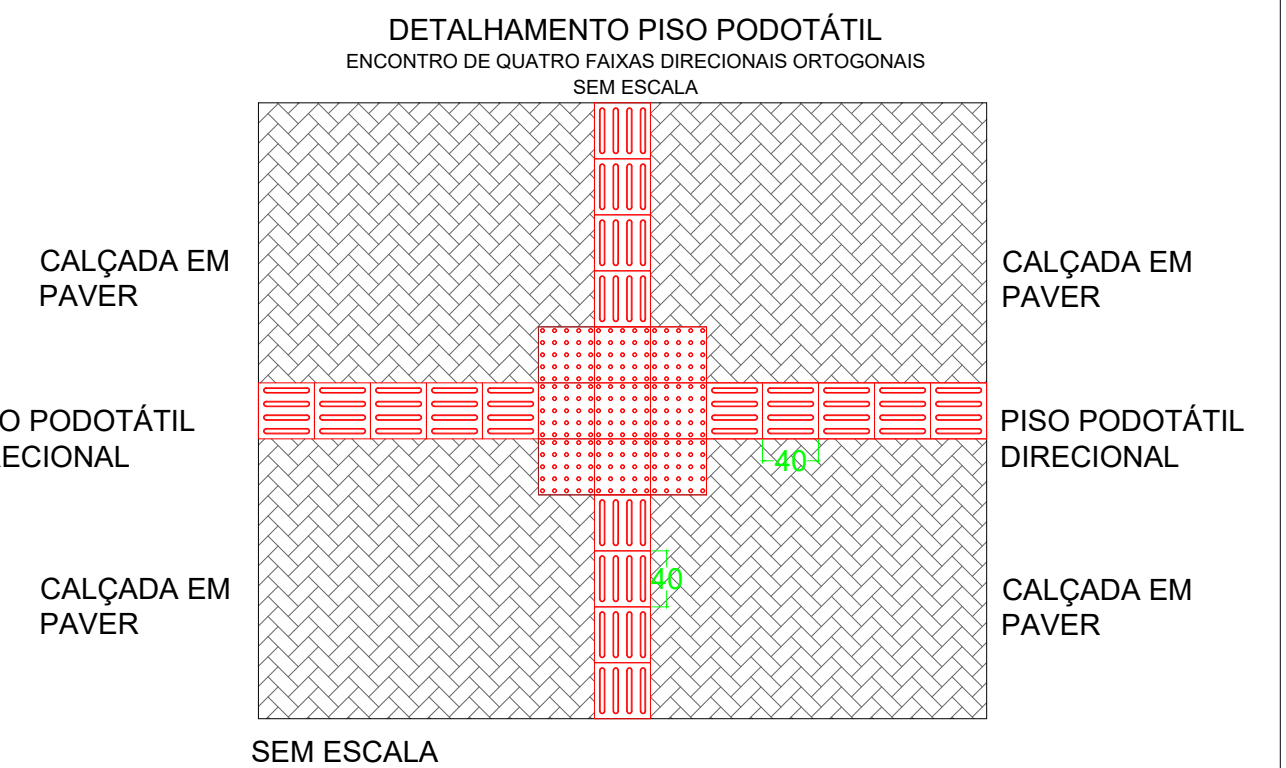 DETALHAMENTO PISO PODOTÁTIL
ENCONTRO DE QUATRO FAIXAS DIRECIONAIS ORTOGONAIS
SEM ESCALA
CALÇADA EM
PAVER
CALÇADA EM
PAVER
O PODOTÁTIL
ECIONAL
PISO PODOTÁTIL
DIRECIONAL
40
40
CALÇADA EM
PAVER
CALÇADA EM
PAVER
SEM ESCALA